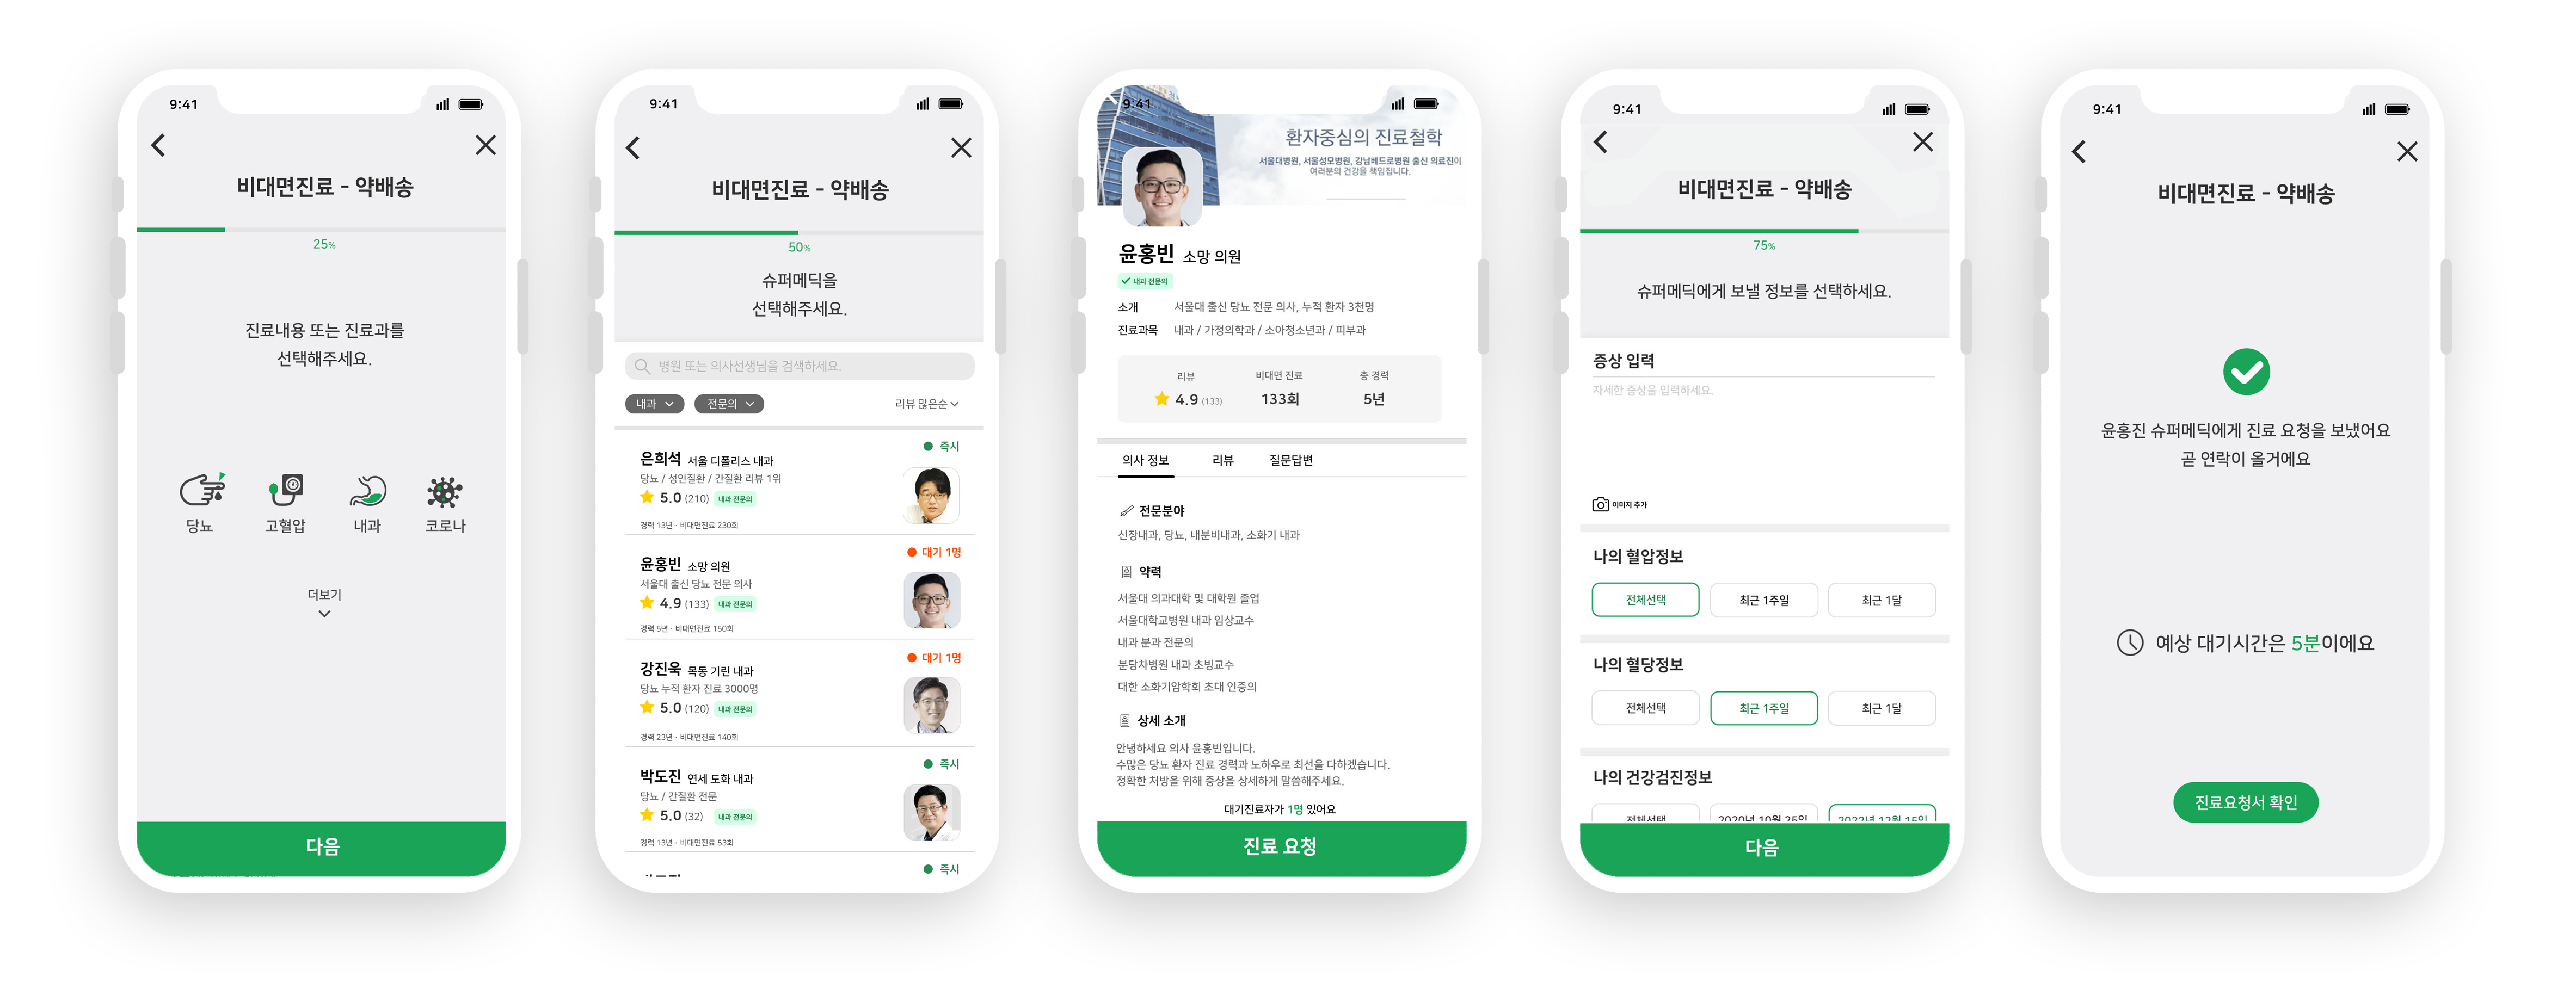 9:41
비대면진료 - 약배송
25%
진료내용 또는 진료과를
선택해주세요.
당뇨
고혈압
내과
코로나
더보기
다음
9:41
비대면진료 - 약배송
50%
슈퍼메딕을
선택해주세요.
병원 또는 의사선생님을 검색하세요.
내과
전문의
리뷰 많은순
즉시
은희석 서울 디폴리스 내과
당뇨 / 성인질환 / 간질환 리뷰 1위
5.0 (210) 내과 전문의
경력 13년 · 비대면진료 230회
대기 1명
윤홍빈 소망 의원
서울대 출신 당뇨 전문 의사
4.9 (133) 내과 전문의
경력 5년 · 비대면진료 150회
대기 1명
강진욱 목동 기린 내과
당뇨 누적 환자 진료 3000명
5.0 (120) 내과 전문의
경력 23년 · 비대면진료 140회
즉시
박도진 연세 도화 내과
당뇨 / 간질환 전문
5.0 (32) 내과 전문의
경력 13년 · 비대면진료 53회
즉시
9:41
환자중심의 진료철학
서울대병원, 서울성모병원, 강남베드로병원 출신 의료진이
여러분의 건강을 책임집니다.
윤홍빈 소망 의원
내과 전문의
소개 서울대 출신 당뇨 전문 의사, 누적 환자 3천명
진료과목 내과 / 가정의학과 / 소아청소년과 / 피부과
리뷰 비대면 진료 총 경력
4.9 (133) 133회 5년
의사 정보 리뷰 질문답변
전문분야
신장내과, 당뇨, 내분비내과, 소화기 내과
약력
서울대 의과대학 및 대학원 졸업
서울대학교병원 내과 임상교수
내과 분과 전문의
분당차병원 내과 초빙교수
대한 소화기암학회 초대 인증의
상세 소개
안녕하세요 의사 윤홍빈입니다.
수많은 당뇨 환자 진료 경력과 노하우로 최선을 다하겠습니다.
정확한 처방을 위해 증상을 상세하게 말씀해주세요.
대기진료자가 1명 있어요
진료 요청
9:41
비대면진료 - 약배송
75%
슈퍼메딕에게 보낼 정보를 선택하세요.
증상 입력
자세한 증상을 입력하세요.
이미지 추가
나의 혈압정보
전체선택 최근 1주일 최근 1달
나의 혈당정보
전체선택 최근 1주일 최근 1달
나의 건강검진정보
전체선택 2020년 10월 25일 2022년 12월 15일
다음
9:41
비대면진료 - 약배송
윤홍진 슈퍼메딕에게 진료 요청을 보냈어요
곧 연락이 올거에요
예상 대기시간은 5분이에요
진료요청서 확인